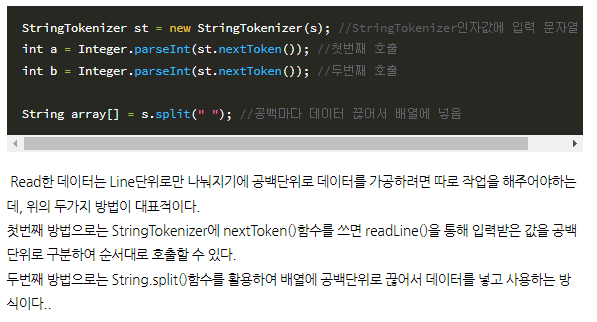 StringTokenizer st = new StringTokenizer(s); //StringTokenizer인자값에 입력 문자열
int a = Integer.parseInt(st.nextToken()); //첫번째 호출
int b = Integer.parseInt(st.nextToken()); //두번째 호출
String array[] = s.split(" "); //공백마다 데이터 끊어서 배열에 넣음
Read한 데이터는 Line단위로만 나눠지기에 공백단위로 데이터를 가공하려면 따로 작업을 해주어야하는
데, 위의 두가지 방법이 대표적이다.
첫번째 방법으로는 StringTokenizer에 nextToken()함수를 쓰면 readLine()을 통해 입력받은 값을 공백
단위로 구분하여 순서대로 호출할 수 있다.
두번째 방법으로는 String.split()함수를 활용하여 배열에 공백단위로 끊어서 데이터를 넣고 사용하는 방
식이다..